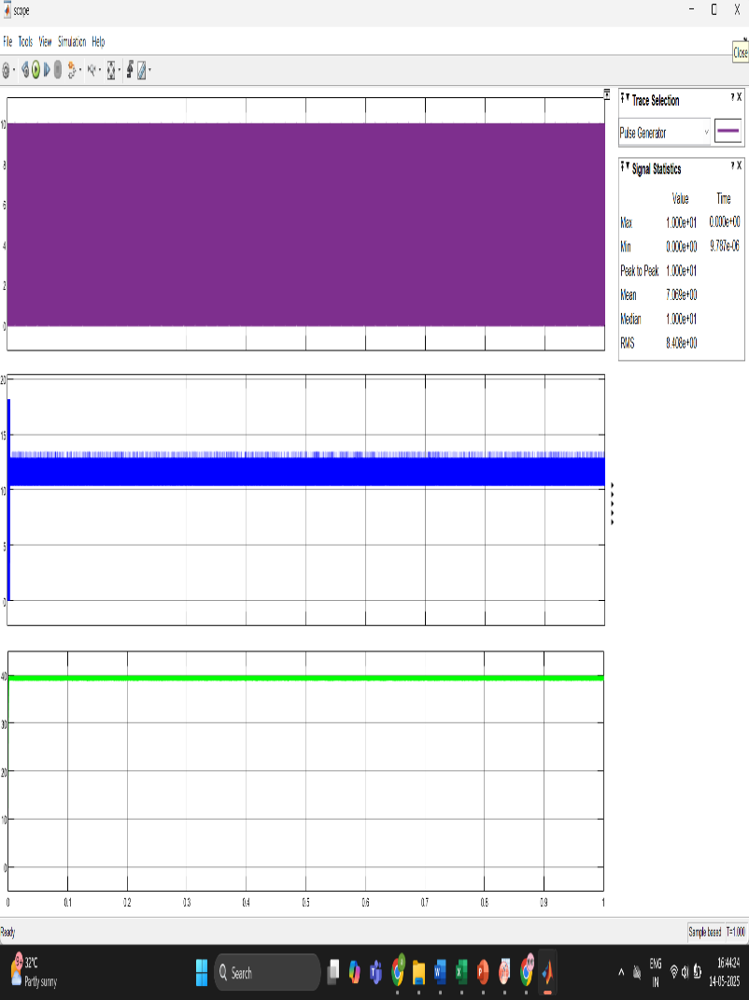 scope
File Tools View Simulation Help
Close
10
8
6
4
2
0
Trace Selection
Pulse Generator
Signal Statistics
Value Time
Max 1.000e+01 0.000e+00
Min 0.000e+00 9.787e-06
Peak to Peak 1.000e+01
Mean 7.069e+00
Median 1.000e+01
RMS 8.408e+00
20
15
10
5
0
40
30
20
10
0
0 0.1 0.2 0.3 0.4 0.5 0.6 0.7 0.8 0.9 1
Ready
Sample based T=1.000
32°C
Partly sunny
Search
ENG
IN
16:44:24
14-05-2025